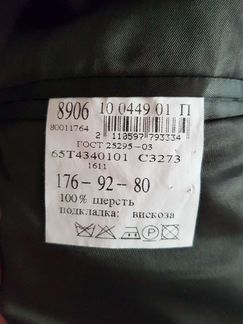 8906 10 0449 01 П
80011764
2 110597 793334
ГОСТ 25295-03
65Т4340101 С3273
1611
176-92-80
100% шерсть
подкладка: вискоза